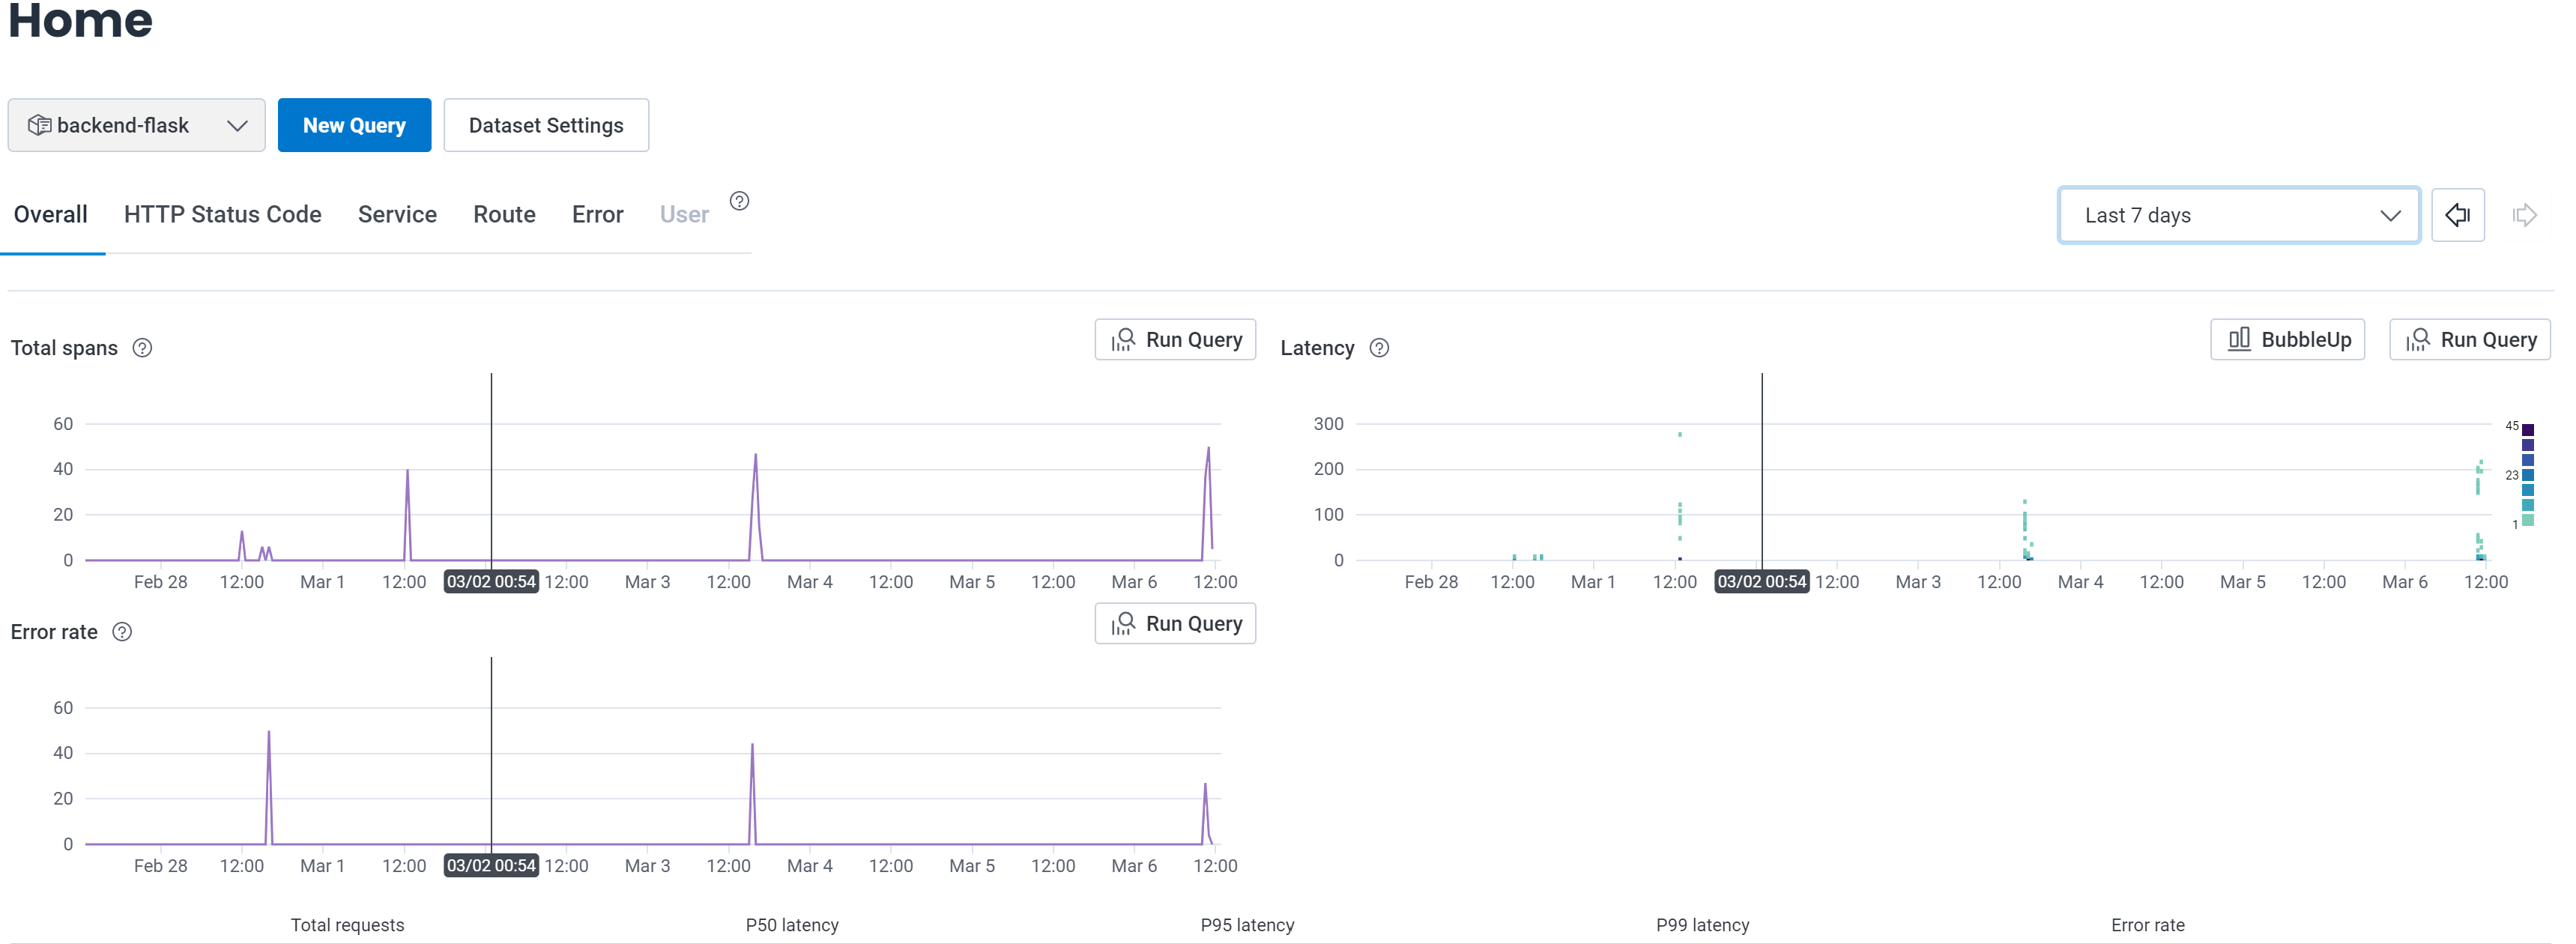 Home
backend-flask New Query Dataset Settings
Overall HTTP Status Code Service Route Error User ?
Last 7 days
Total spans ? Run Query
60
40
20
0
Feb 28 12:00 Mar 1 12:00 03/02 00:54 12:00 Mar 3 12:00 Mar 4 12:00 Mar 5 12:00 Mar 6 12:00
Latency ? BubbleUp Run Query
300
200
100
0
45
23
1
Feb 28 12:00 Mar 1 12:00 03/02 00:54 12:00 Mar 3 12:00 Mar 4 12:00 Mar 5 12:00 Mar 6 12:00
Error rate ? Run Query
60
40
20
0
Feb 28 12:00 Mar 1 12:00 03/02 00:54 12:00 Mar 3 12:00 Mar 4 12:00 Mar 5 12:00 Mar 6 12:00
Total requests P50 latency P95 latency P99 latency Error rate